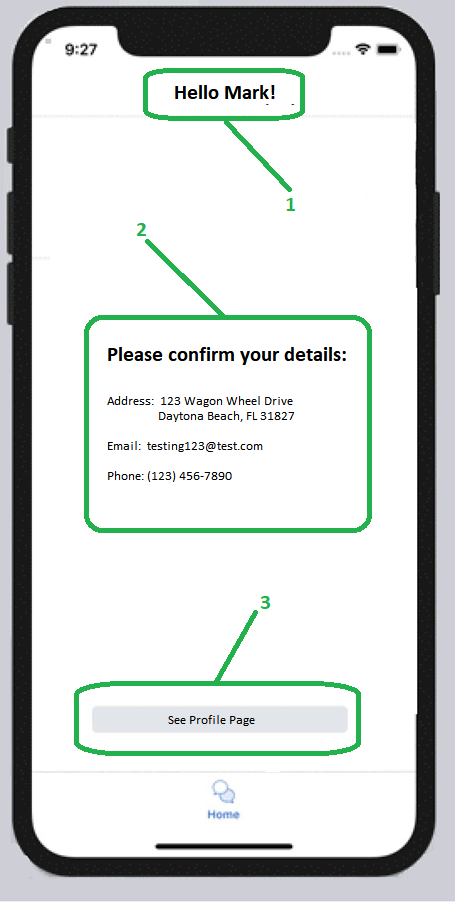 9:27
Hello Mark!
1
2
Please confirm your details:
Address: 123 Wagon Wheel Drive
Daytona Beach, FL 31827
Email: testing123@test.com
Phone: (123) 456-7890
3
See Profile Page
Home